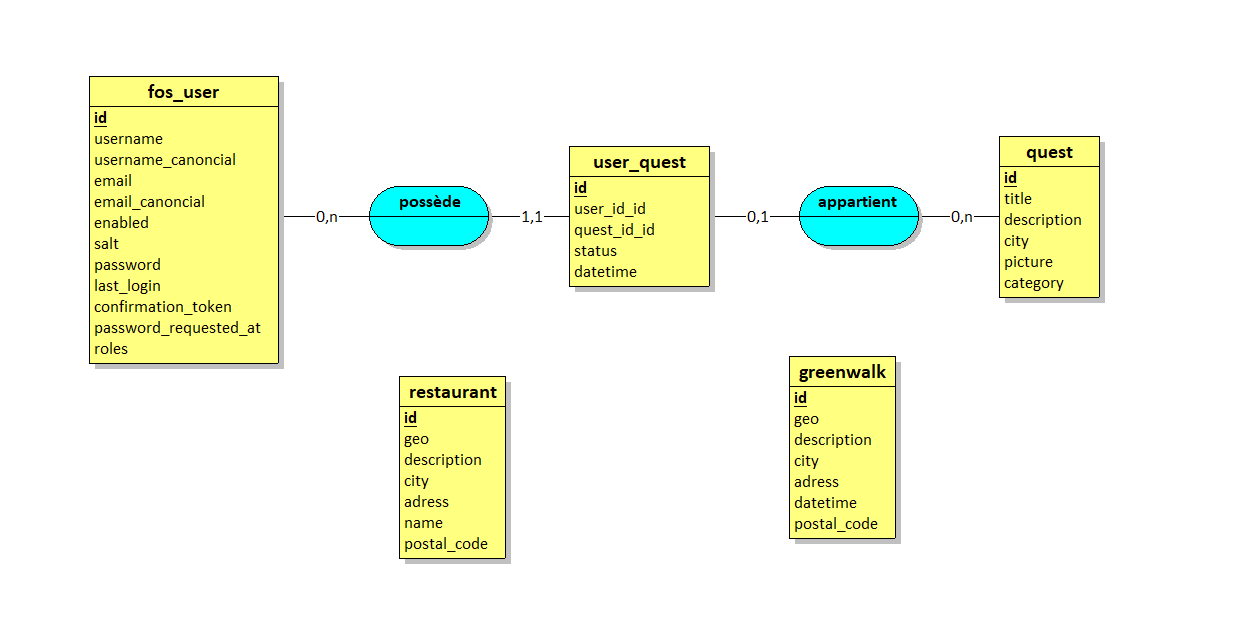 fos_user
id
username
username_canoncial
email
email_canoncial
enabled
salt
password
last_login
confirmation_token
password_requested_at
roles
0,n
possède
1,1
user_quest
id
user_id_id
quest_id_id
status
datetime
0,1
appartient
0,n
quest
id
title
description
city
picture
category
restaurant
id
geo
description
city
adress
name
postal_code
greenwalk
id
geo
description
city
adress
datetime
postal_code